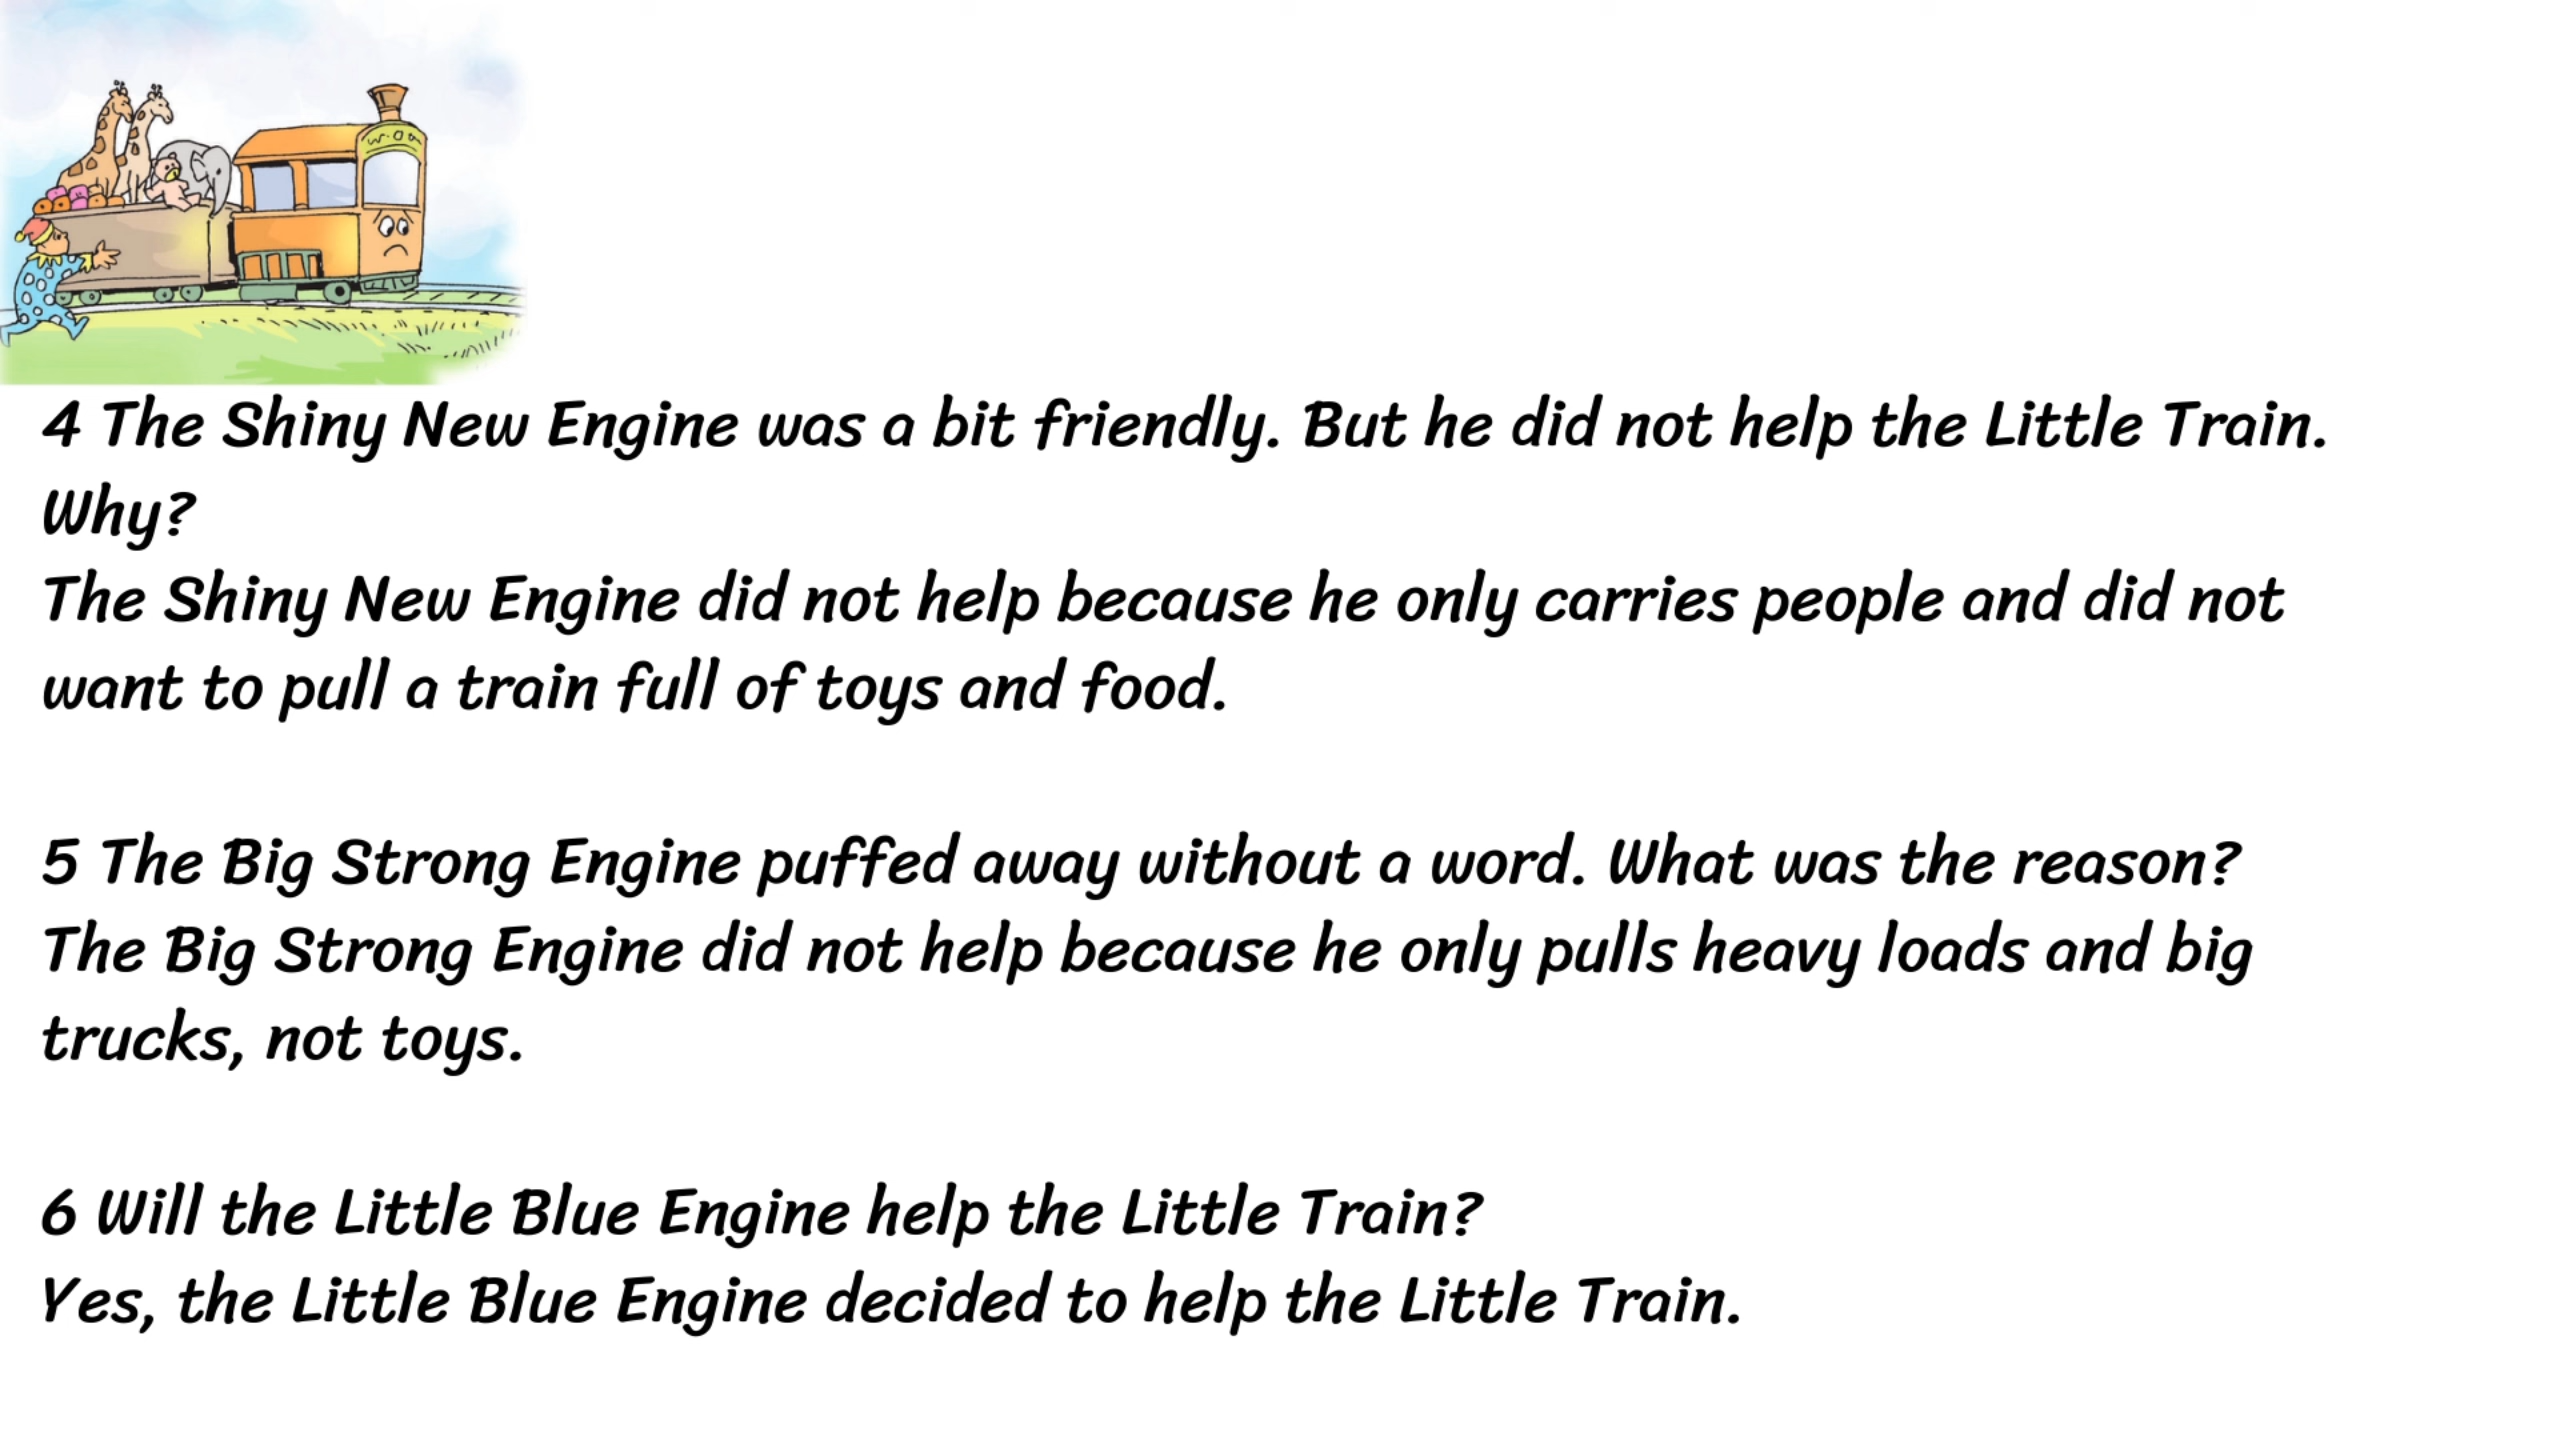 4 The Shiny New Engine was a bit friendly. But he did not help the Little Train.
Why?
The Shiny New Engine did not help because he only carries people and did not
want to pull a train full of toys and food.
5 The Big Strong Engine puffed away without a word. What was the reason?
The Big Strong Engine did not help because he only pulls heavy loads and big
trucks, not toys.
6 Will the Little Blue Engine help the Little Train?
Yes, the Little Blue Engine decided to help the Little Train.